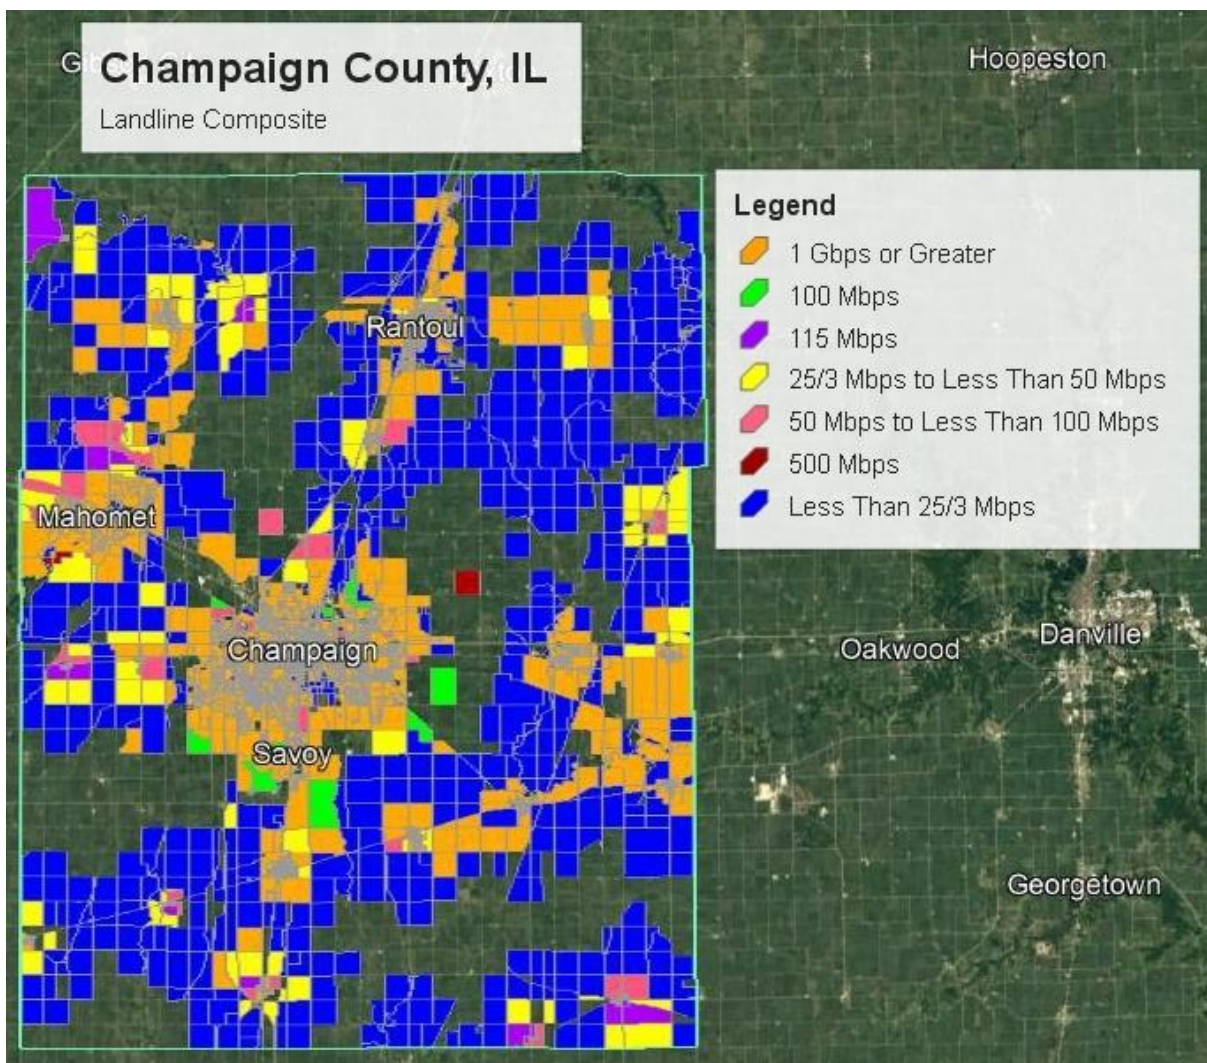 Champaign County, IL
Landline Composite
Hoopeston
Legend
1 Gbps or Greater
100 Mbps
115 Mbps
25/3 Mbps to Less Than 50 Mbps
50 Mbps to Less Than 100 Mbps
500 Mbps
Less Than 25/3 Mbps
Rantoul
Mahomet
Champaign
Oakwood
Danville
Savoy
Georgetown